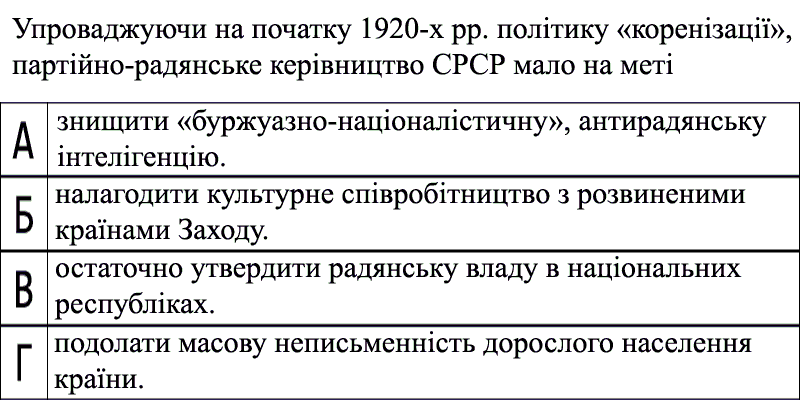 Упроваджуючи на початку 1920-х рр. політику «коренізації»,
партійно-радянське керівництво СРСР мало на меті
А
знищити «буржуазно-націоналістичну», антирадянську
інтелігенцію.
Б
налагодити культурне співробітництво з розвиненими
країнами Заходу.
В
остаточно утвердити радянську владу в національних
республіках.
Г
подолати масову неписьменність дорослого населення
країни.